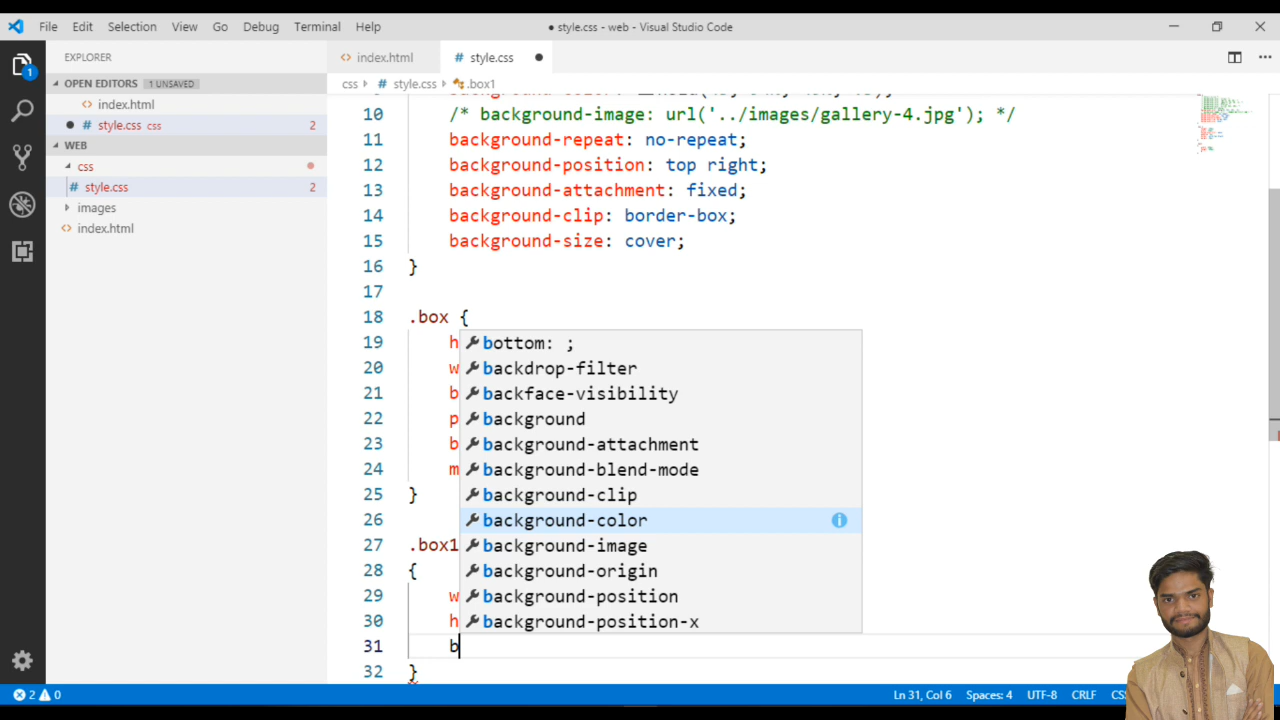 File Edit Selection View Go Debug Terminal Help
● style.css - web - Visual Studio Code
EXPLORER
index.html
# style.css
OPEN EDITORS 1 UNSAVED
css
# style.css
.box1
index.html
# style.css css 2
WEB
css
# style.css 2
images
index.html
1
10 /* background-image: url('../images/gallery-4.jpg'); */
11 background-repeat: no-repeat;
12 background-position: top right;
13 background-attachment: fixed;
14 background-clip: border-box;
15 background-size: cover;
16 }
17
18 .box {
19 h
20 w
21 b
22 p
23 b
24 m
25 }
26
27 .box1
28 {
29 w
30 h
31 b
32 }
bottom: ;
backdrop-filter
backface-visibility
background
background-attachment
background-blend-mode
background-clip
background-color
background-image
background-origin
background-position
background-position-x
2 0
Ln 31, Col 6 Spaces: 4 UTF-8 CRLF CSS